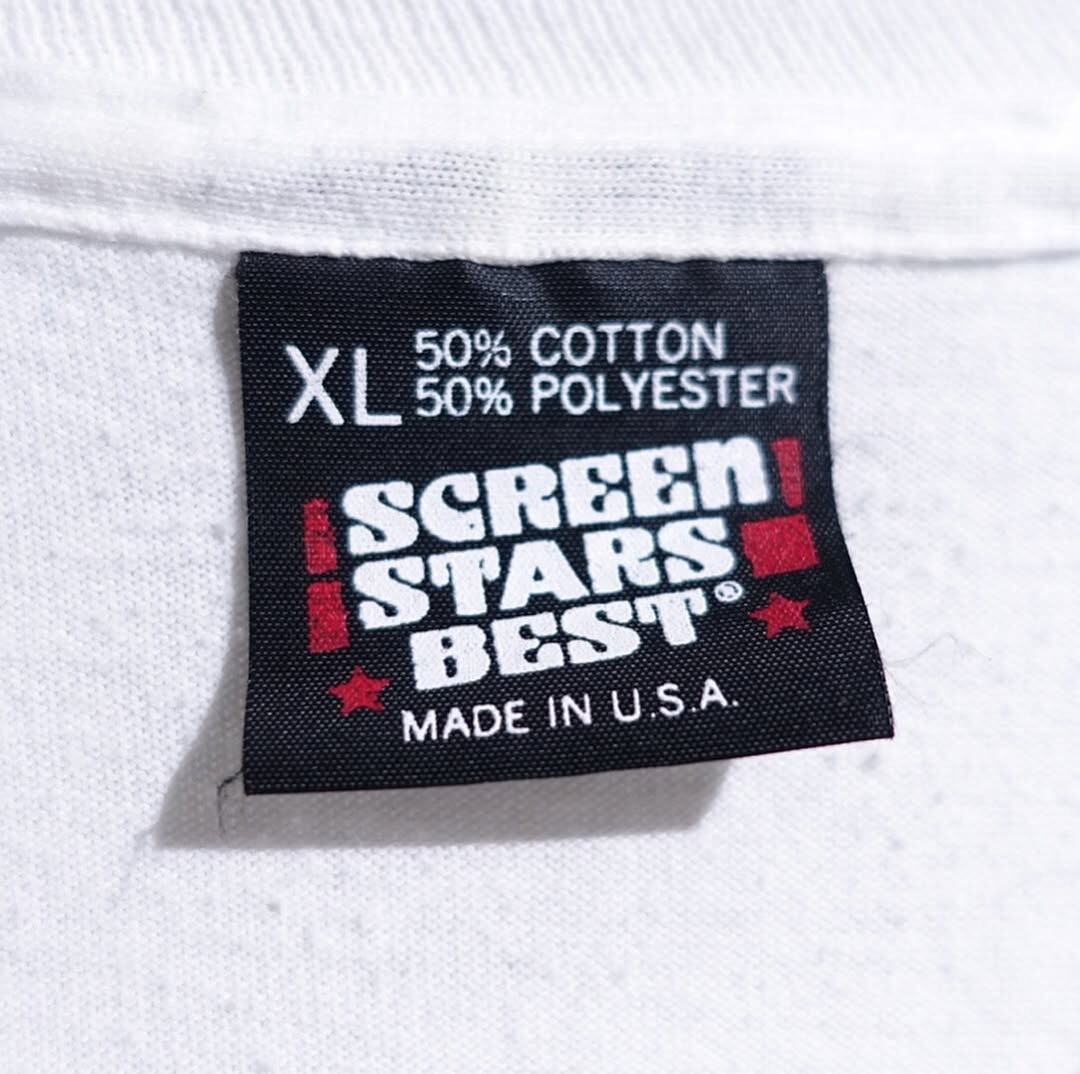 XL 50% COTTON
50% POLYESTER
SCREEN
STARS
BEST®
MADE IN U.S.A.